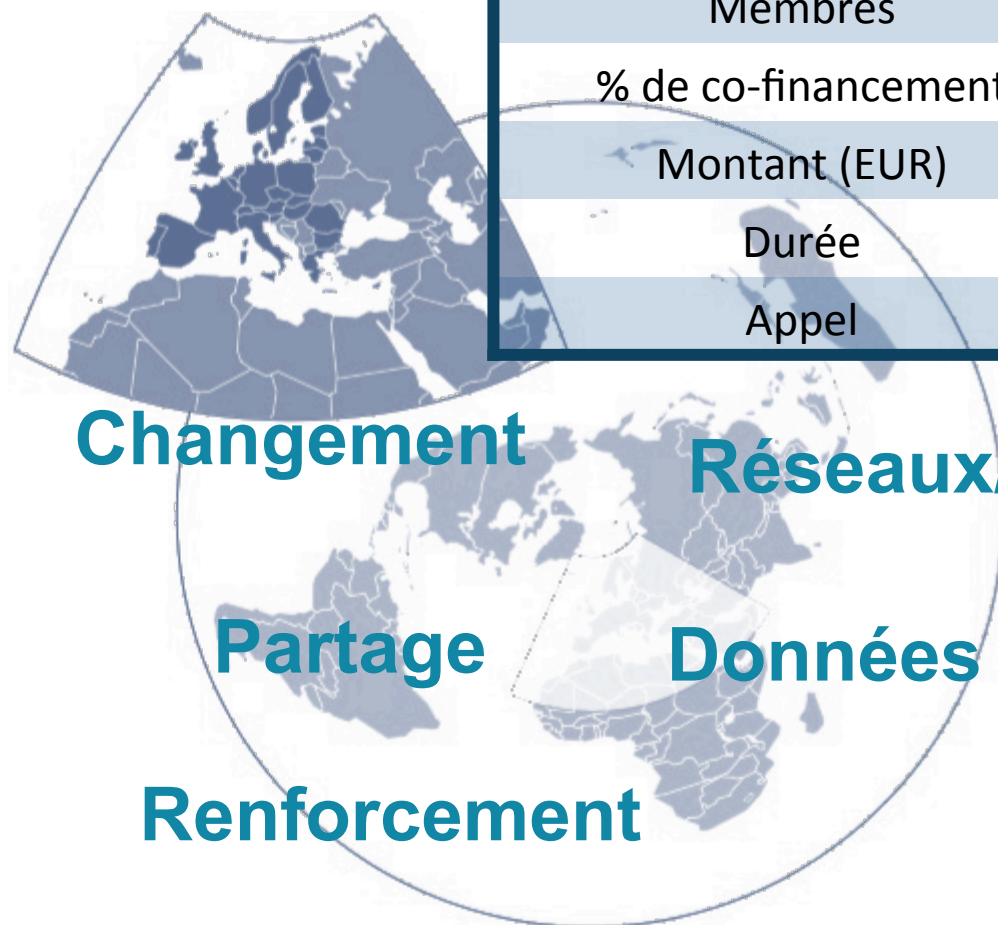 Membres
% de co-financement
Montant (EUR)
Durée
Appel
Changement
Réseaux/
Partage
Données
Renforcement